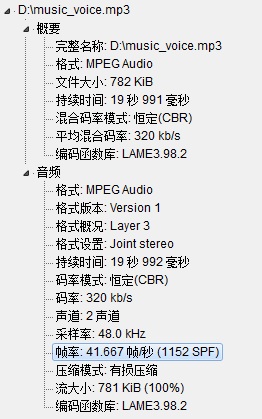 D:\music_voice.mp3
概要
完整名称: D:\music_voice.mp3
格式: MPEG Audio
文件大小: 782 KiB
持续时间: 19 秒 991 毫秒
混合码率模式: 恒定(CBR)
平均混合码率: 320 kb/s
编码函数库: LAME3.98.2
音频
格式: MPEG Audio
格式版本: Version 1
格式概况: Layer 3
格式设置: Joint stereo
持续时间: 19 秒 992 毫秒
码率模式: 恒定(CBR)
码率: 320 kb/s
声道: 2 声道
采样率: 48.0 kHz
帧率: 41.667 帧/秒 (1152 SPF)
压缩模式: 有损压缩
流大小: 781 KiB (100%)
编码函数库: LAME3.98.2